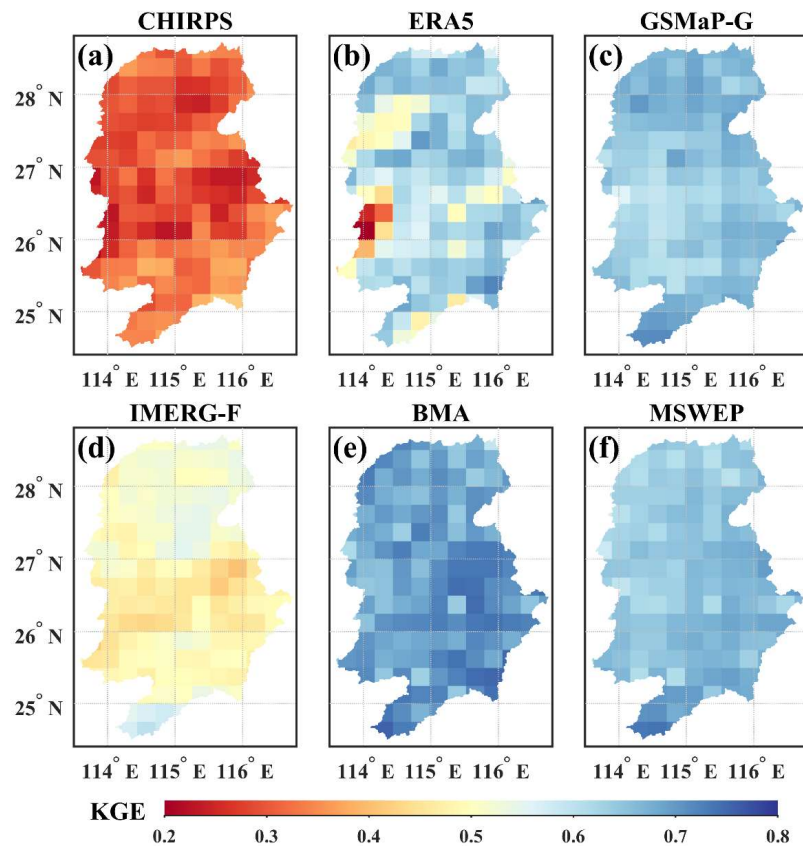 CHIRPS ERA5 GSMaP-G
(a) (b) (c)
28° N
27° N
26° N
25° N
114° E 115° E 116° E 114° E 115° E 116° E 114° E 115° E 116° E
IMERG-F BMA MSWEP
(d) (e) (f)
28° N
27° N
26° N
25° N
114° E 115° E 116° E 114° E 115° E 116° E 114° E 115° E 116° E
KGE
0.2 0.3 0.4 0.5 0.6 0.7 0.8